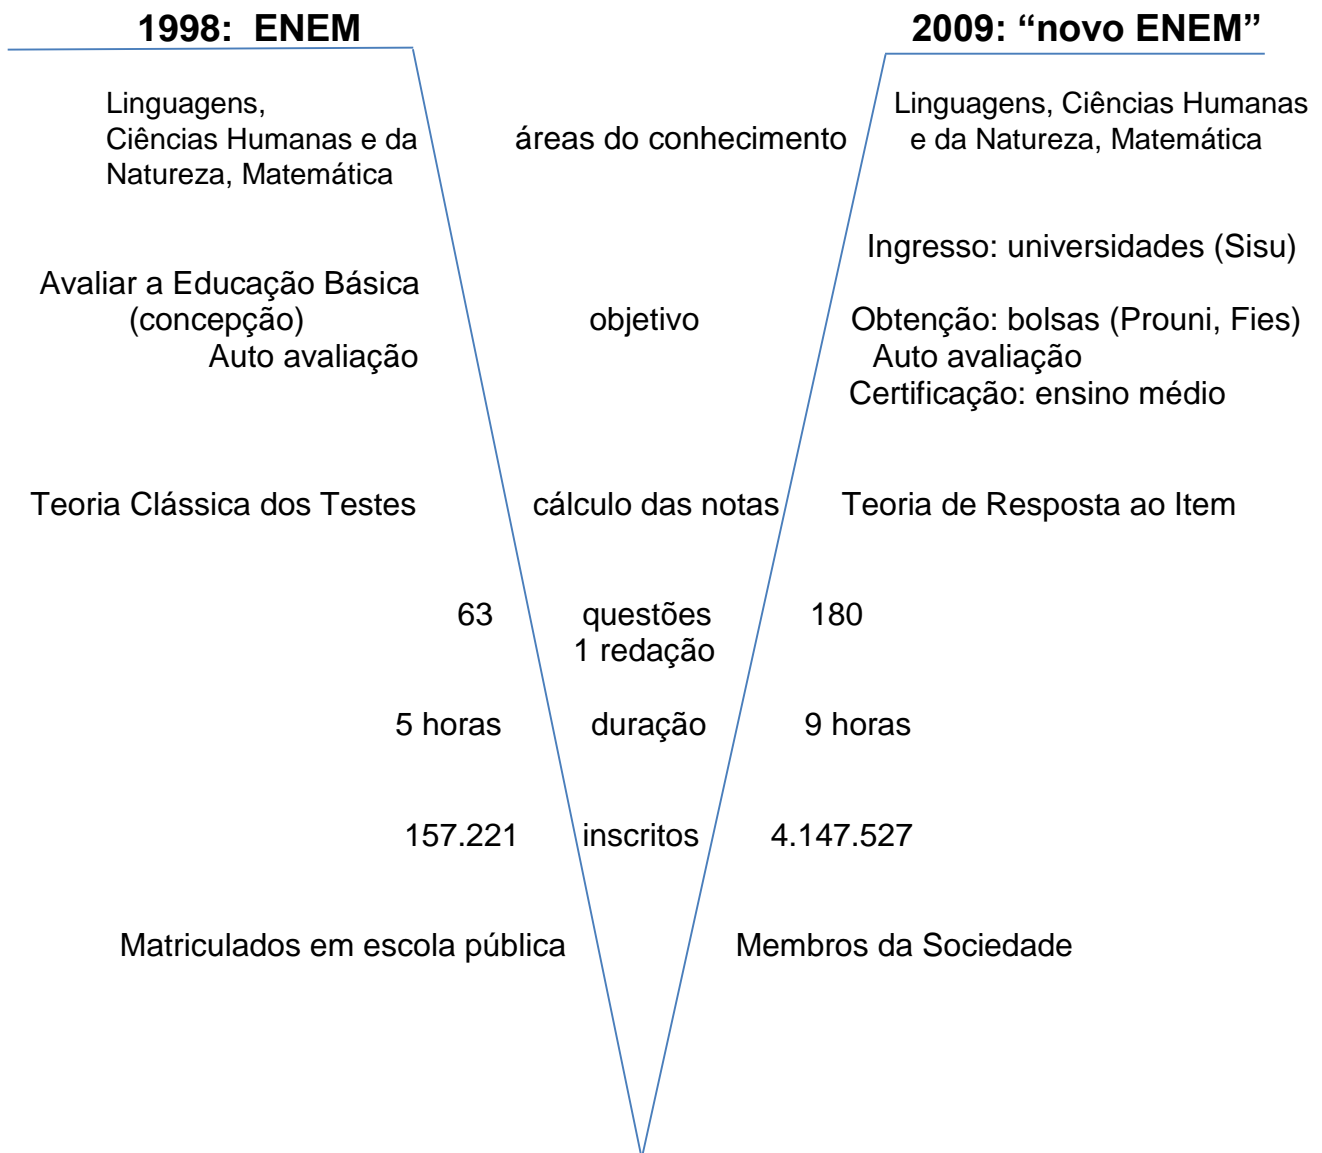 1998: ENEM
2009: “novo ENEM”
Linguagens,
Ciências Humanas e da
Natureza, Matemática
áreas do conhecimento
Linguagens, Ciências Humanas
e da Natureza, Matemática
Avaliar a Educação Básica
(concepção)
Auto avaliação
objetivo
Ingresso: universidades (Sisu)
Obtenção: bolsas (Prouni, Fies)
Auto avaliação
Certificação: ensino médio
Teoria Clássica dos Testes
cálculo das notas
Teoria de Resposta ao Item
63
questões
1 redação
180
5 horas
duração
9 horas
157.221
inscritos
4.147.527
Matriculados em escola pública
Membros da Sociedade